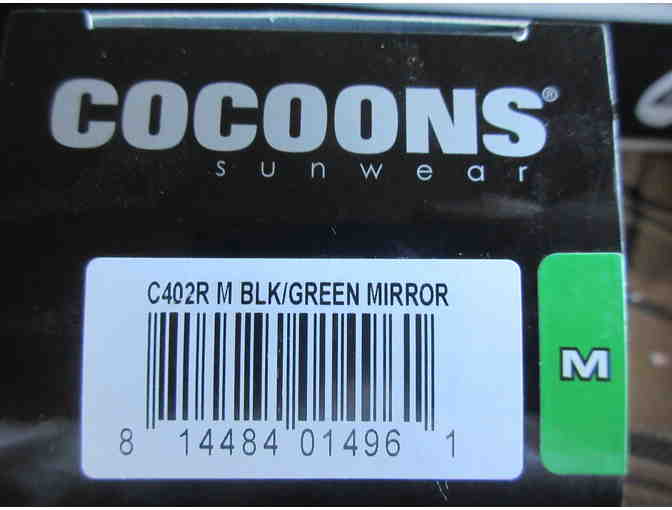 COCOONS®
sunwear
C402R M BLK/GREEN MIRROR
8 14484 01496 1
M